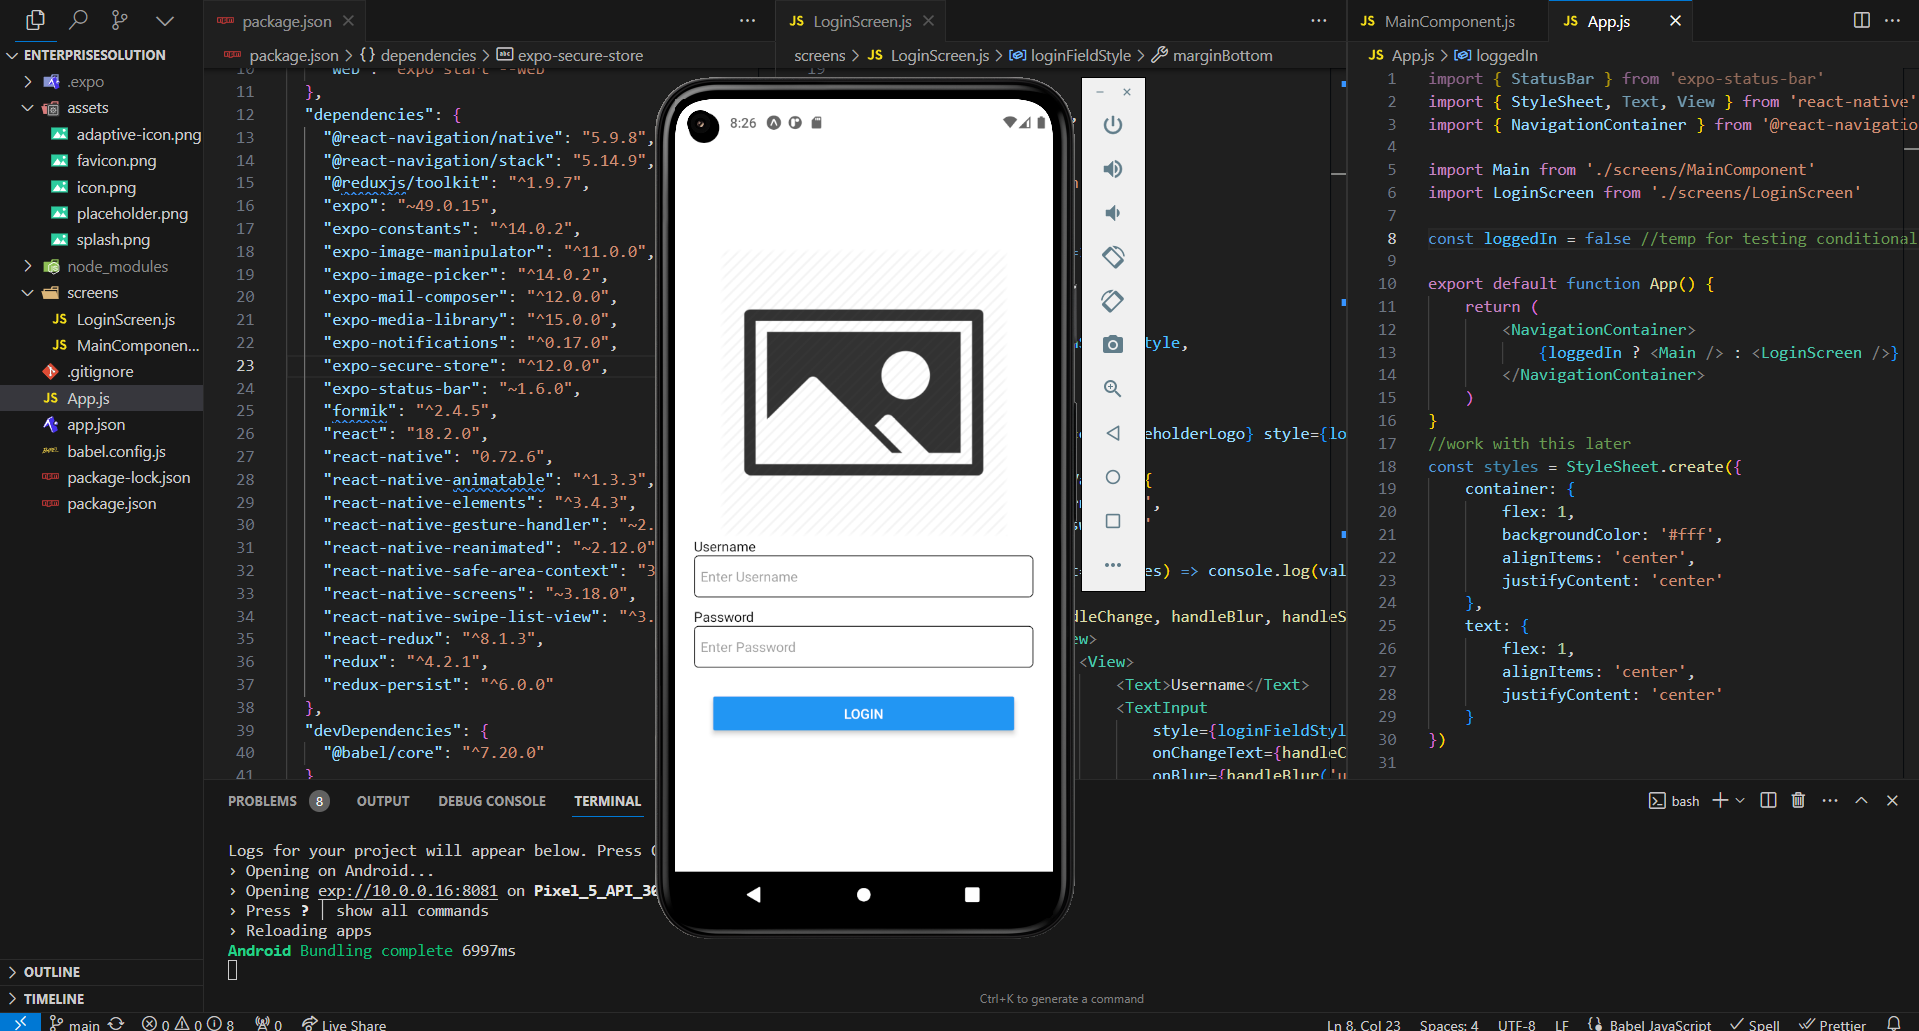 ENTERPRISESOLUTION
.expo
assets
adaptive-icon.png
favicon.png
icon.png
placeholder.png
splash.png
node_modules
screens
JS LoginScreen.js
JS MainComponen...
.gitignore
JS App.js
app.json
babel.config.js
package-lock.json
package.json
OUTLINE
TIMELINE
package.json
package.json > {} dependencies > abc expo-secure-store
10 "web": "expo start --web"
11 },
12 "dependencies": {
13 "@react-navigation/native": "5.9.8",
14 "@react-navigation/stack": "5.14.9",
15 "@reduxjs/toolkit": "^1.9.7",
16 "expo": "~49.0.15",
17 "expo-constants": "^14.0.2",
18 "expo-image-manipulator": "^11.0.0",
19 "expo-image-picker": "^14.0.2",
20 "expo-mail-composer": "^12.0.0",
21 "expo-media-library": "^15.0.0",
22 "expo-notifications": "^0.17.0",
23 "expo-secure-store": "^12.0.0",
24 "expo-status-bar": "~1.6.0",
25 "formik": "^2.4.5",
26 "react": "18.2.0",
27 "react-native": "0.72.6",
28 "react-native-animatable": "^1.3.3",
29 "react-native-elements": "^3.4.3",
30 "react-native-gesture-handler": "~2.
31 "react-native-reanimated": "~2.12.0"
32 "react-native-safe-area-context": "3
33 "react-native-screens": "~3.18.0",
34 "react-native-swipe-list-view": "^3.
35 "react-redux": "^8.1.3",
36 "redux": "^4.2.1",
37 "redux-persist": "^6.0.0"
38 },
39 "devDependencies": {
40 "@babel/core": "^7.20.0"
41 }
JS LoginScreen.js
screens > JS LoginScreen.js > loginFieldStyle > marginBottom
19
tyle,
eholderLogo} style={lo
{
es) => console.log(val
dleChange, handleBlur, handleS
ew>
<View>
<Text>Username</Text>
<TextInput
style={loginFieldStyl
onChangeText={handleC
onBlur={handleBlur('u
8:26
Username
Enter Username
Password
Enter Password
LOGIN
JS MainComponent.js
JS App.js
JS App.js > loggedIn
1 import { StatusBar } from 'expo-status-bar'
2 import { StyleSheet, Text, View } from 'react-native'
3 import { NavigationContainer } from '@react-navigatio
4
5 import Main from './screens/MainComponent'
6 import LoginScreen from './screens/LoginScreen'
7
8 const loggedIn = false //temp for testing conditional
9
10 export default function App() {
11 return (
12 <NavigationContainer>
13 {loggedIn ? <Main /> : <LoginScreen />}
14 </NavigationContainer>
15 )
16 }
17 //work with this later
18 const styles = StyleSheet.create({
19 container: {
20 flex: 1,
21 backgroundColor: '#fff',
22 alignItems: 'center',
23 justifyContent: 'center'
24 },
25 text: {
26 flex: 1,
27 alignItems: 'center',
28 justifyContent: 'center'
29 }
30 })
31
PROBLEMS 8 OUTPUT DEBUG CONSOLE TERMINAL
bash
Logs for your project will appear below. Press C
› Opening on Android...
› Opening exp://10.0.0.16:8081 on Pixel_5_API_30
› Press ? │ show all commands
› Reloading apps
Android Bundling complete 6997ms
Ctrl+K to generate a command
main 0 0 8 0 Live Share
Ln 8, Col 23 Spaces: 4 UTF-8 LF {} Babel JavaScript Spell Prettier